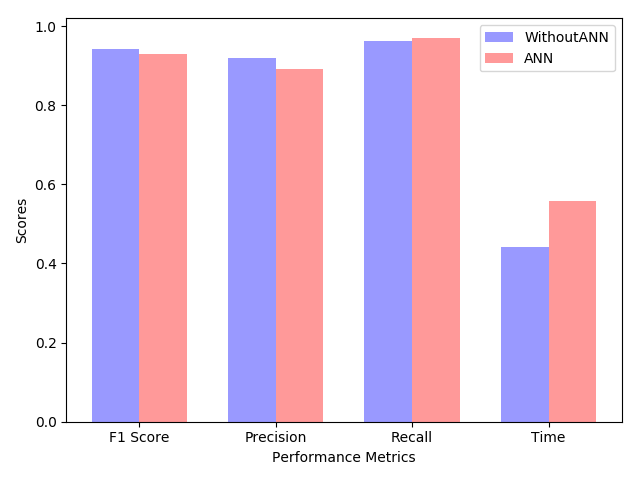 WithoutANN
ANN
1.0
0.8
0.6
0.4
0.2
0.0
Scores
F1 Score Precision Recall Time
Performance Metrics